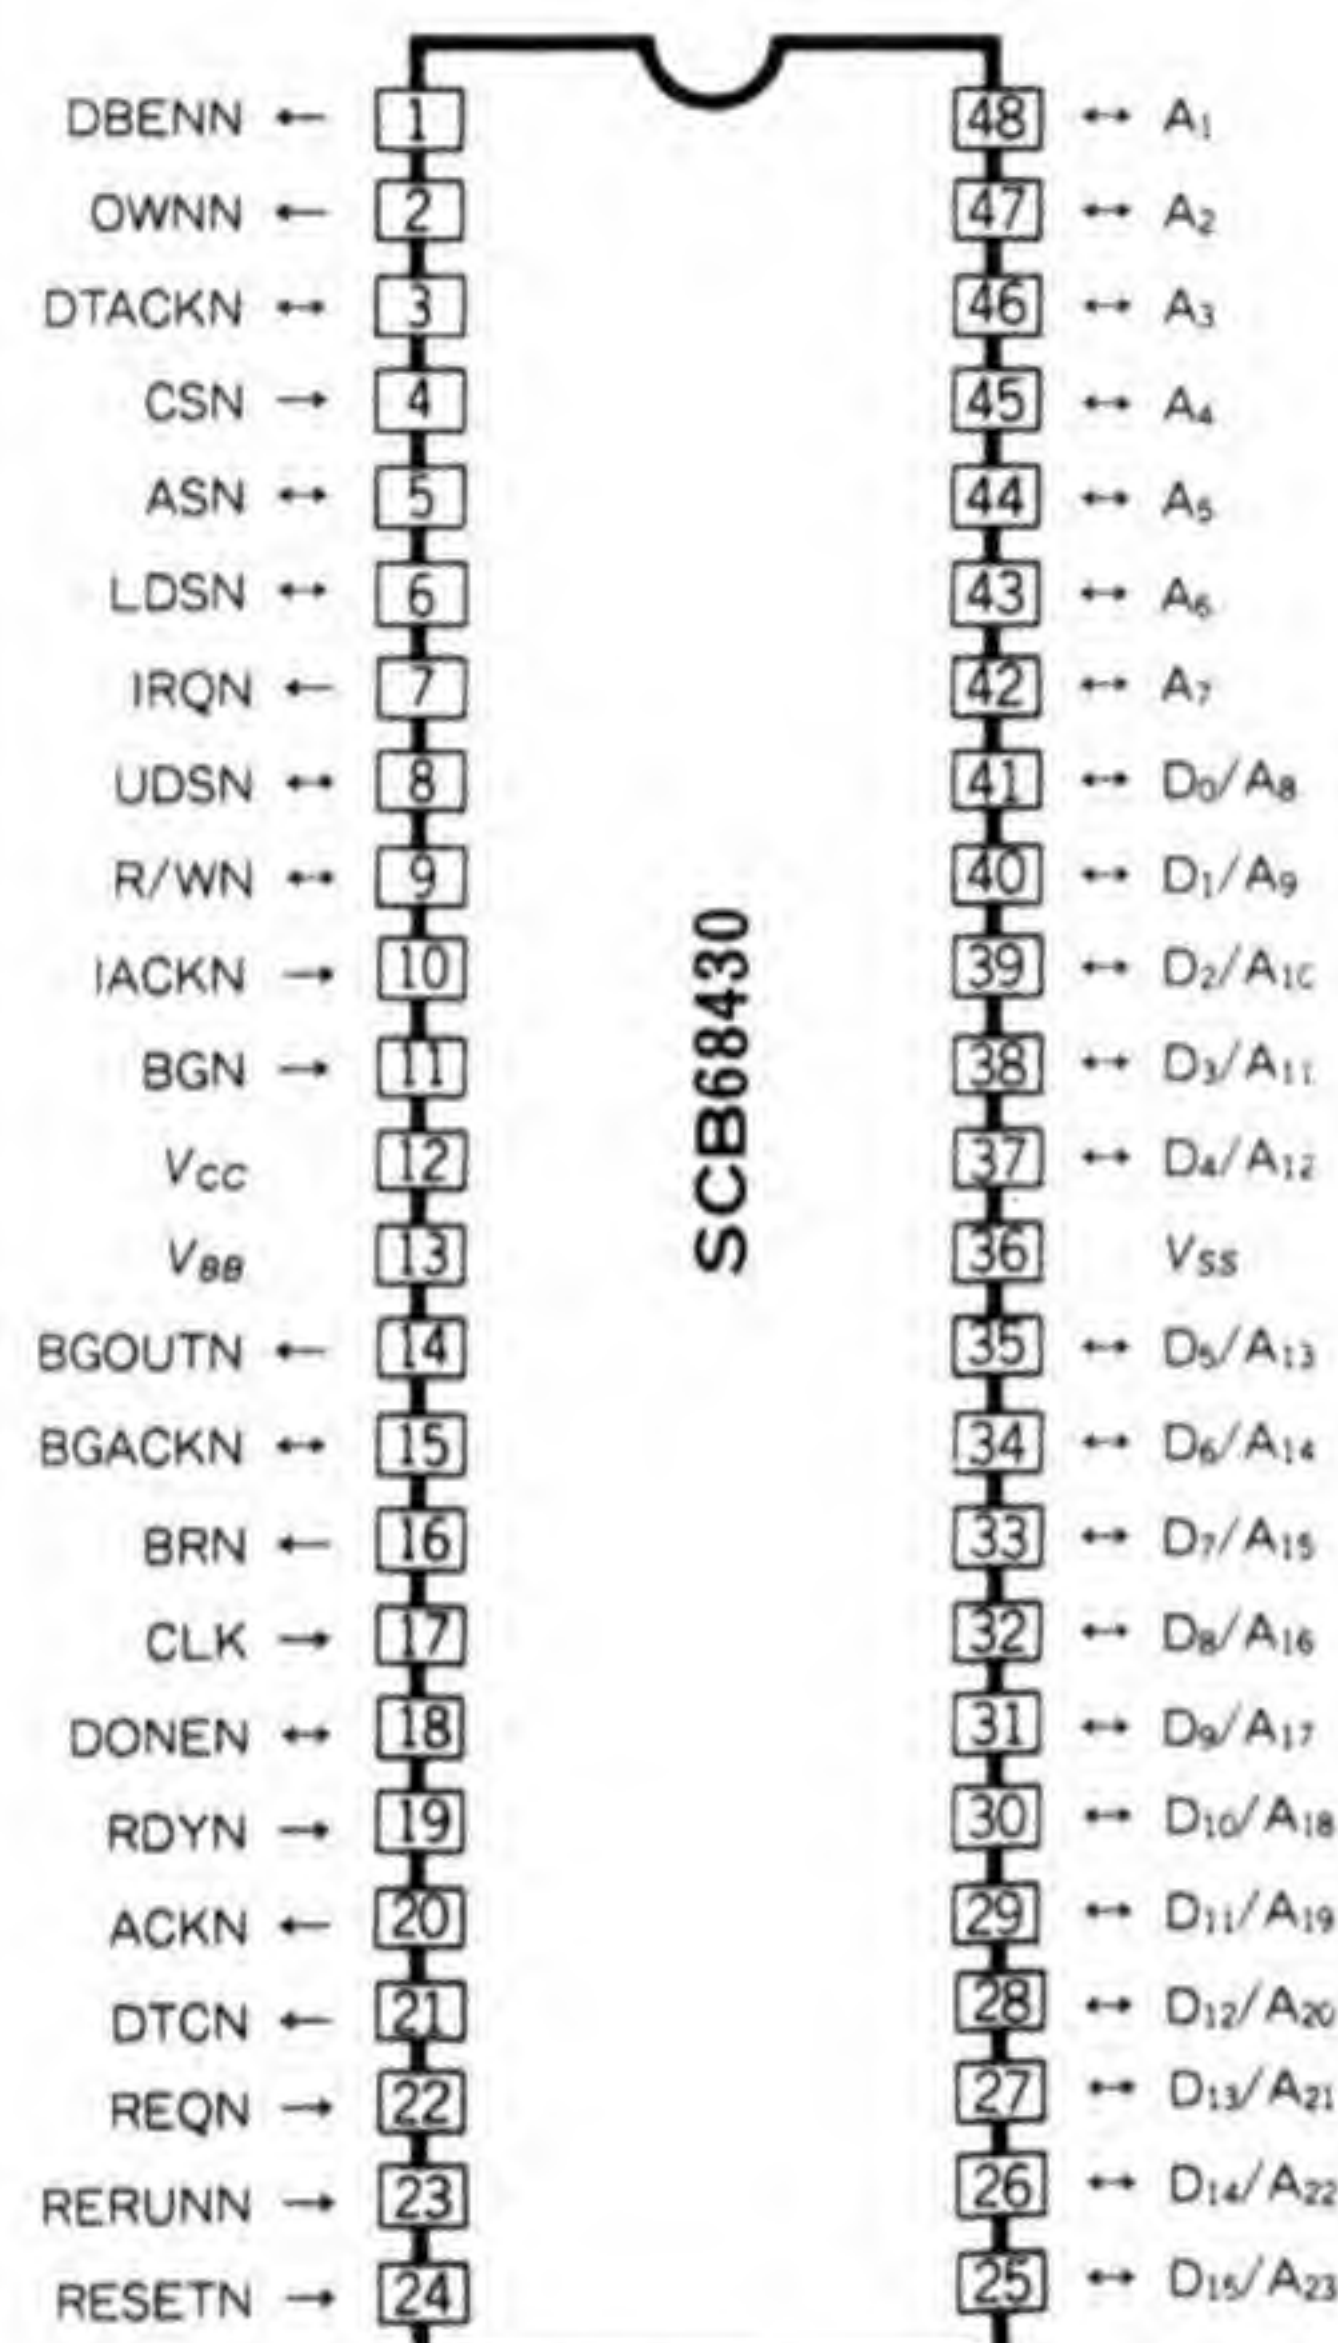 DBENN ← 1 48 ↔ A1
OWNN ← 2 47 ↔ A2
DTACKN ↔ 3 46 ↔ A3
CSN → 4 45 ↔ A4
ASN ↔ 5 44 ↔ A5
LDSN ↔ 6 43 ↔ A6
IRQN ← 7 42 ↔ A7
UDSN ↔ 8 41 ↔ D0/A8
R/WN ↔ 9 40 ↔ D1/A9
IACKN → 10 39 ↔ D2/A10
BGN → 11 38 ↔ D3/A11
VCC 12 37 ↔ D4/A12
VBB 13 36 VSS
BGOUTN ← 14 35 ↔ D5/A13
BGACKN ↔ 15 34 ↔ D6/A14
BRN ← 16 33 ↔ D7/A15
CLK → 17 32 ↔ D8/A16
DONEN ↔ 18 31 ↔ D9/A17
RDYN → 19 30 ↔ D10/A18
ACKN ← 20 29 ↔ D11/A19
DTCN ← 21 28 ↔ D12/A20
REQN → 22 27 ↔ D13/A21
RERUNN → 23 26 ↔ D14/A22
RESETN → 24 25 ↔ D15/A23
SCB68430